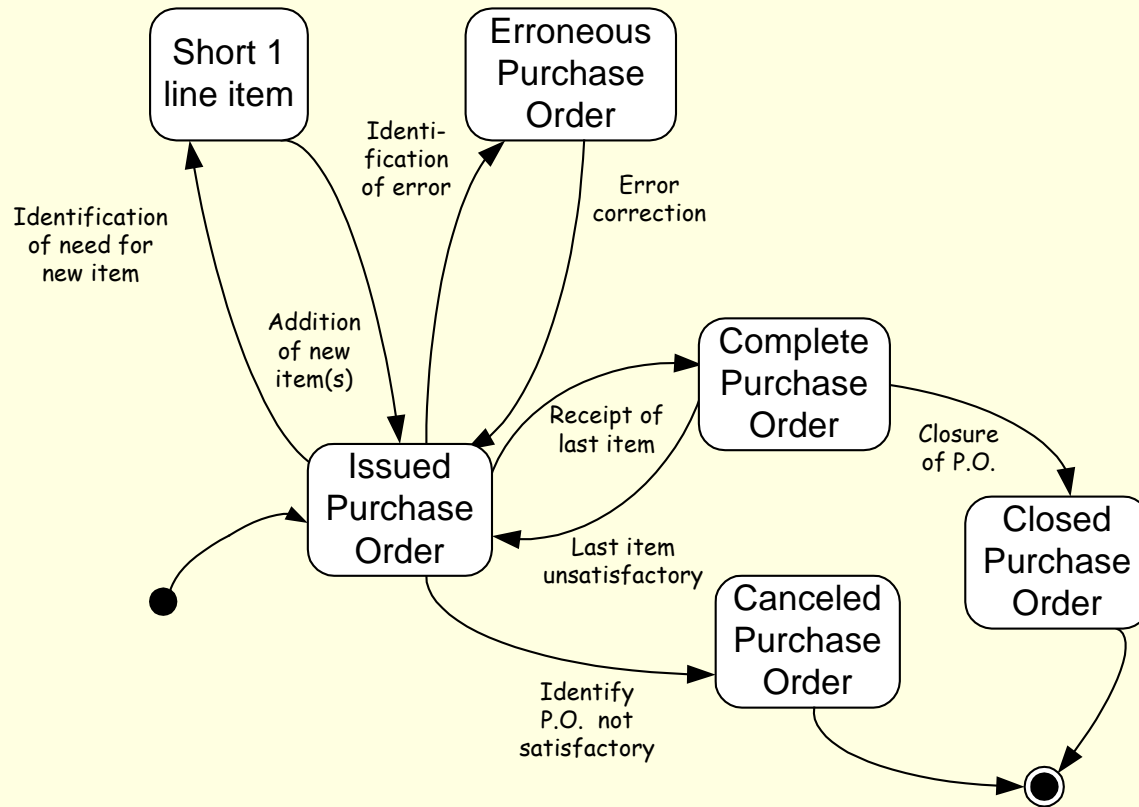 Short 1
line item
Erroneous
Purchase
Order
Identi-
fication
of error
Error
correction
Identification
of need for
new item
Addition
of new
item(s)
Complete
Purchase
Order
Receipt of
last item
Closure
of P.O.
Issued
Purchase
Order
Closed
Purchase
Order
Last item
unsatisfactory
Canceled
Purchase
Order
Identify
P.O.  not
satisfactory